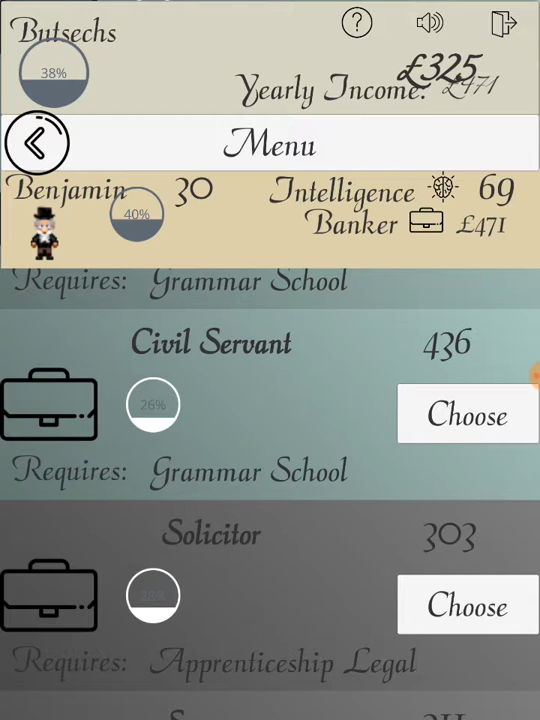 Butsechs
38%
£325
Yearly Income: £471
Menu
Benjamin 30 Intelligence 69
40%
Banker £471
Requires: Grammar School
Civil Servant 436
26%
Choose
Requires: Grammar School
Solicitor 303
Choose
Requires: Apprenticeship Legal